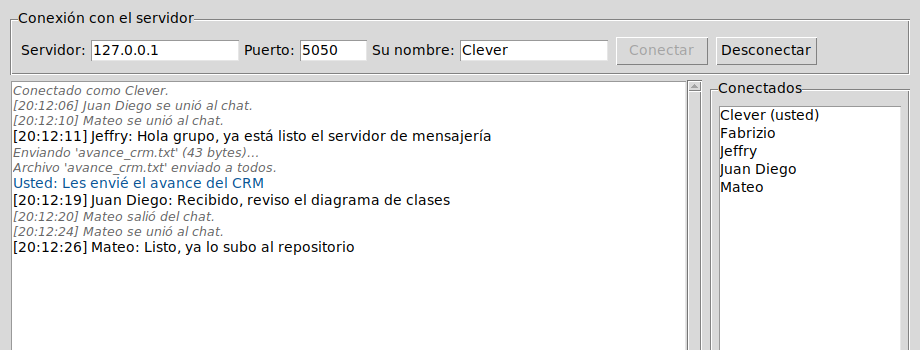 Conexión con el servidor
Servidor: 127.0.0.1 Puerto: 5050 Su nombre: Clever Conectar Desconectar
Conectado como Clever.
[20:12:06] Juan Diego se unió al chat.
[20:12:10] Mateo se unió al chat.
[20:12:11] Jeffry: Hola grupo, ya está listo el servidor de mensajería
Enviando 'avance_crm.txt' (43 bytes)...
Archivo 'avance_crm.txt' enviado a todos.
Usted: Les envié el avance del CRM
[20:12:19] Juan Diego: Recibido, reviso el diagrama de clases
[20:12:20] Mateo salió del chat.
[20:12:24] Mateo se unió al chat.
[20:12:26] Mateo: Listo, ya lo subo al repositorio
Conectados
Clever (usted)
Fabrizio
Jeffry
Juan Diego
Mateo